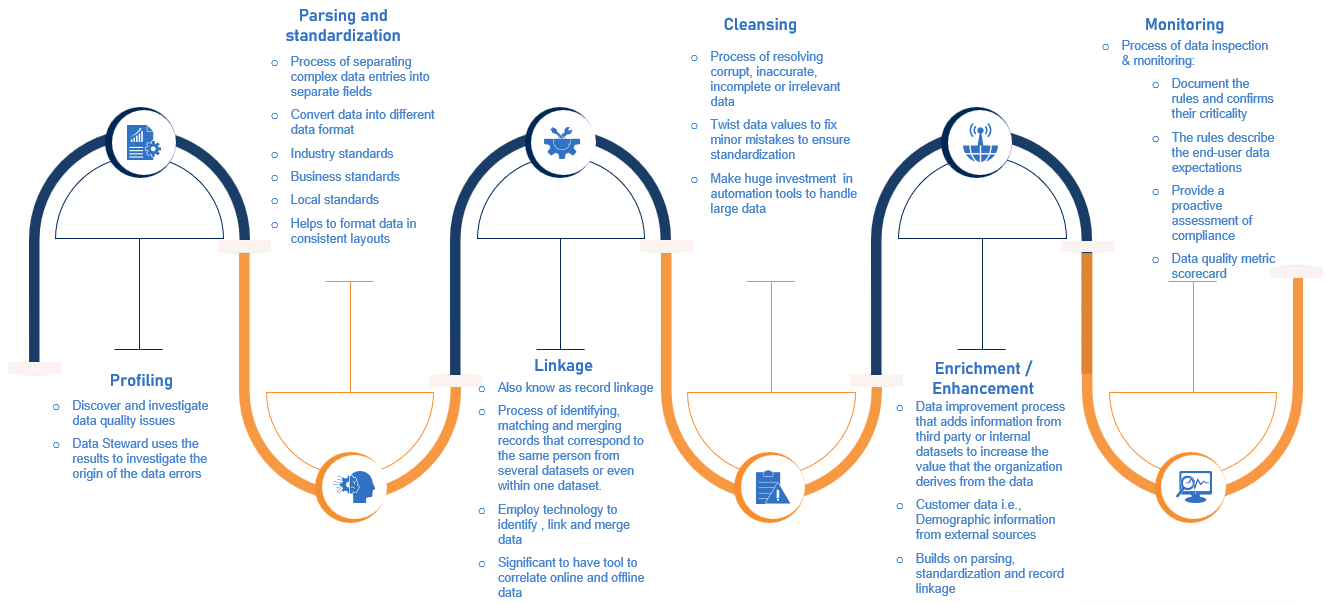 Profiling
Discover and investigate
data quality issues
Data Steward uses the
results to investigate the
origin of the data errors
Parsing and
standardization
Process of separating
complex data entries into
separate fields
Convert data into different
data format
Industry standards
Business standards
Local standards
Helps to format data in
consistent layouts
Linkage
Also know as record linkage
Process of identifying,
matching and merging
records that correspond to
the same person from
several datasets or even
within one dataset.
Employ technology to
identify , link and merge
data
Significant to have tool to
correlate online and offline
data
Cleansing
Process of resolving
corrupt, inaccurate,
incomplete or irrelevant
data
Twist data values to fix
minor mistakes to ensure
standardization
Make huge investment in
automation tools to handle
large data
Enrichment /
Enhancement
Data improvement process
that adds information from
third party or internal
datasets to increase the
value that the organization
derives from the data
Customer data i.e.,
Demographic information
from external sources
Builds on parsing,
standardization and record
linkage
Monitoring
Process of data inspection
& monitoring:
Document the
rules and confirms
their criticality
The rules describe
the end-user data
expectations
Provide a
proactive
assessment of
compliance
Data quality metric
scorecard